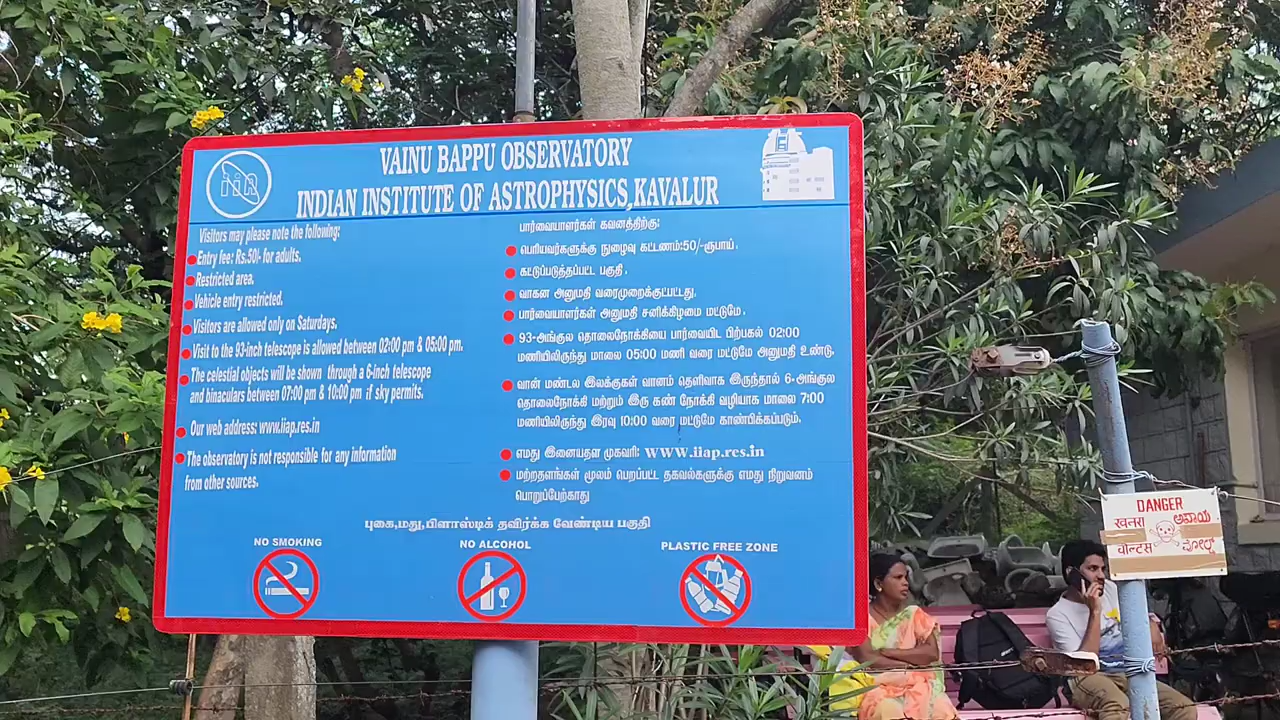 VAINU BAPPU OBSERVATORY
INDIAN INSTITUTE OF ASTROPHYSICS,KAVALUR
Visitors may please note the following:
Entry fee: Rs.50/- for adults.
Restricted area.
Vehicle entry restricted.
Visitors are allowed only on Saturdays.
Visit to the 93-inch telescope is allowed between 02:00 pm & 05:00 pm.
The celestial objects will be shown through a 6-inch telescope
and binaculars between 07:00 pm & 10:00 pm if sky permits.
Our web address: www.iiap.res.in
The observatory is not responsible for any information
from other sources.
பார்வையாளர்கள் கவனத்திற்கு:
பெரியவர்களுக்கு நுழைவு கட்டணம்:50/-ரூபாய்.
கட்டுப்படுத்தப்பட்ட பகுதி.
வாகன அனுமதி வரைமுறைக்குட்பட்டது.
பார்வையாளர்கள் அனுமதி சனிக்கிழமை மட்டுமே.
93-அங்குல தொலைநோக்கியை பார்வையிட பிற்பகல் 02:00
மணியிலிருந்து மாலை 05:00 மணி வரை மட்டுமே அனுமதி உண்டு.
வான் மண்டல இலக்குகள் வானம் தெளிவாக இருந்தால் 6-அங்குல
தொலைநோக்கி மற்றும் இரு கண் நோக்கி வழியாக மாலை 7:00
மணியிலிருந்து இரவு 10:00 வரை மட்டுமே காண்பிக்கப்படும்.
எமது இனையதள முகவரி: www.iiap.res.in
மற்றதளங்கள் மூலம் பெறப்பட்ட தகவல்களுக்கு எமது நிறுவனம்
பொறுப்பேற்காது
புகை,மது,பிளாஸ்டிக் தவிர்க்க வேண்டிய பகுதி
NO SMOKING
NO ALCOHOL
PLASTIC FREE ZONE
DANGER
खतरा
वोल्टस